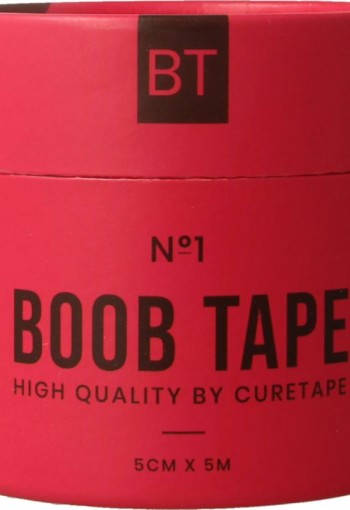 BT
Nº1
BOOB TAPE
HIGH QUALITY BY CURETAPE
5CM X 5M